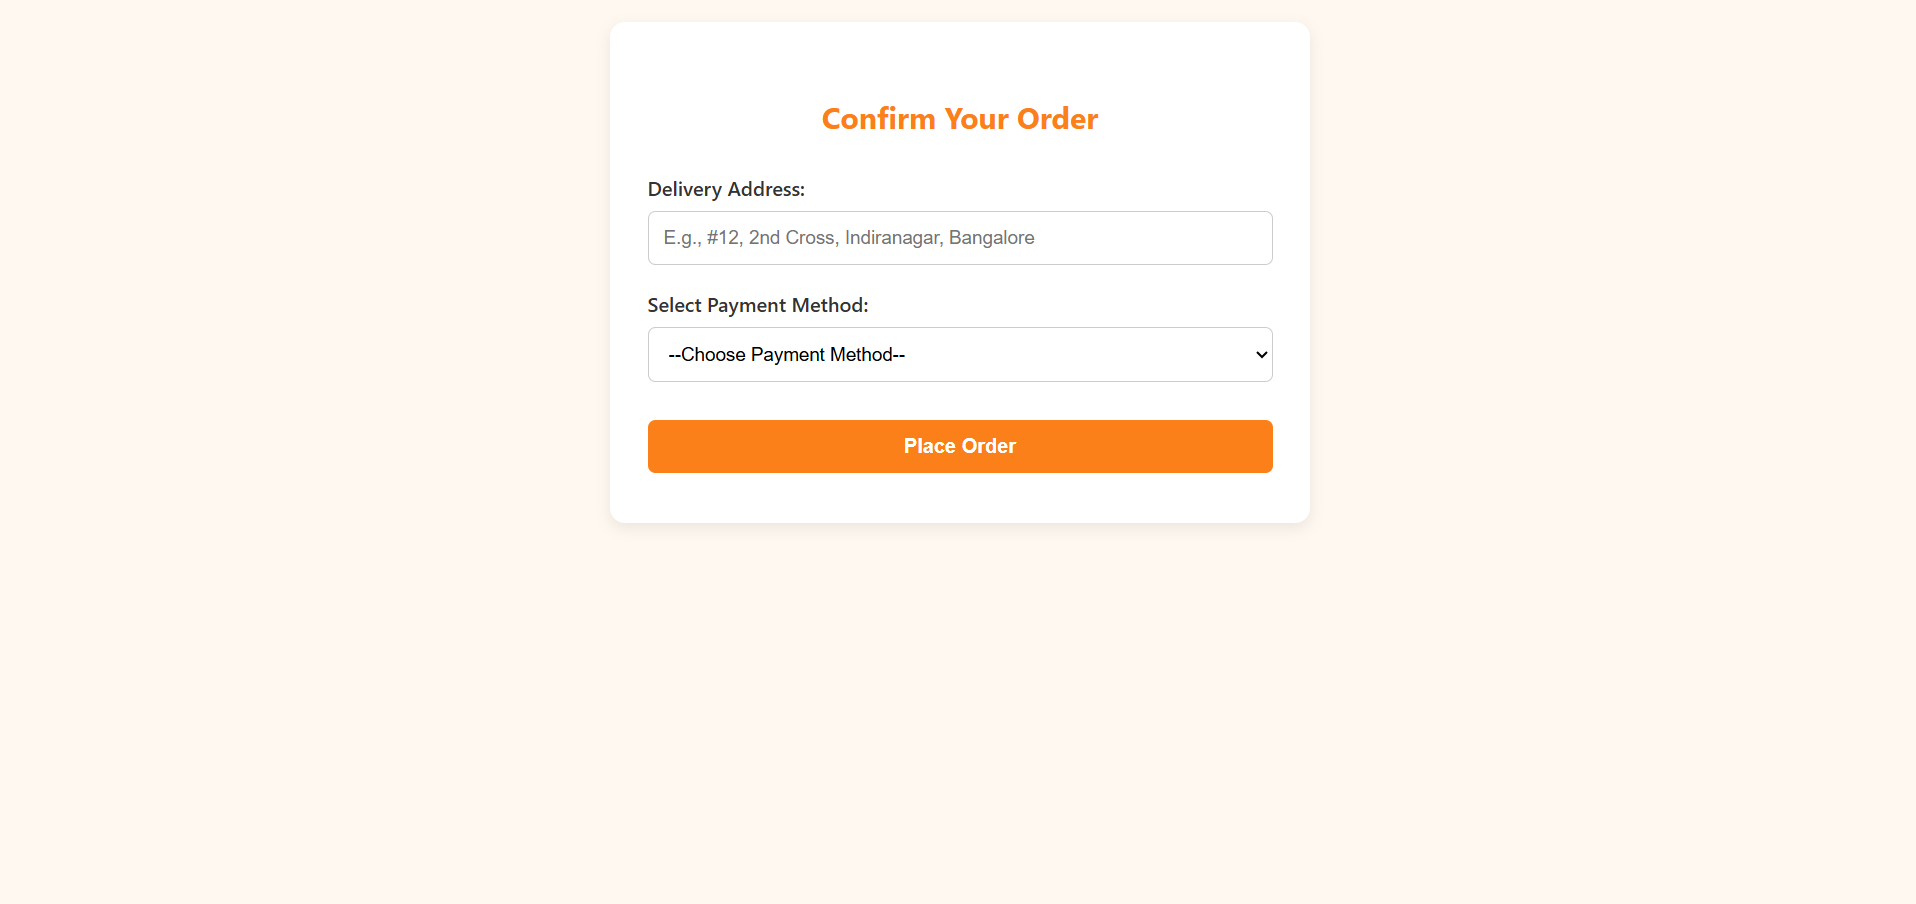 Confirm Your Order
Delivery Address:
E.g., #12, 2nd Cross, Indiranagar, Bangalore
Select Payment Method:
--Choose Payment Method--
Place Order